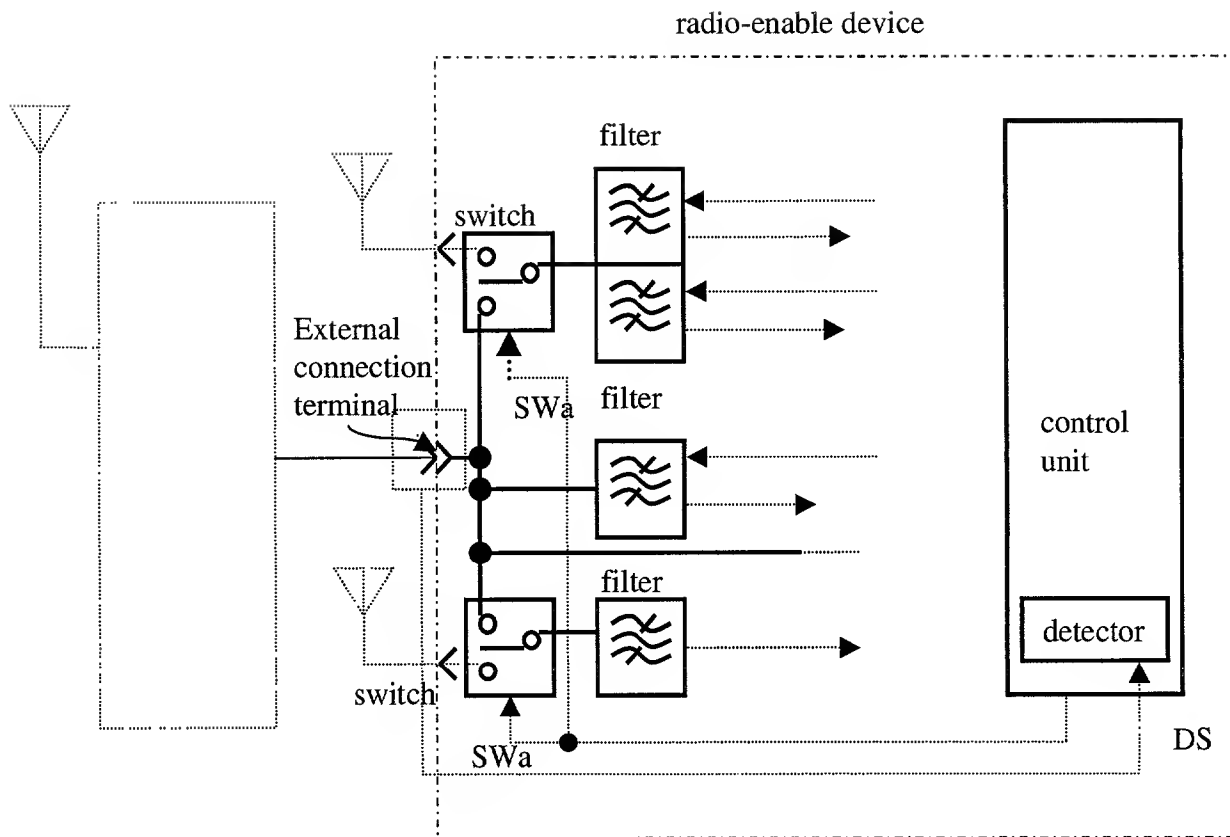 radio-enable device
filter
switch
External
connection
terminal
SWa
filter
control
unit
filter
detector
switch
SWa
DS